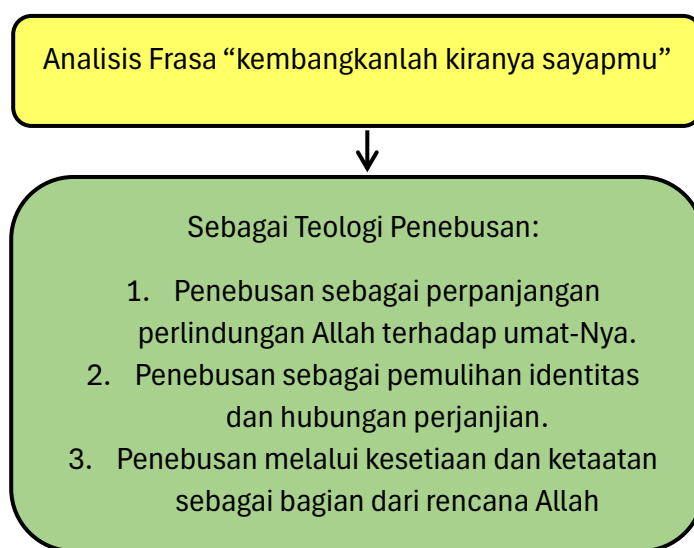 Analisis Frasa “kembangkanlah kiranya sayapmu”
Sebagai Teologi Penebusan:
1. Penebusan sebagai perpanjangan
perlindungan Allah terhadap umat-Nya.
2. Penebusan sebagai pemulihan identitas
dan hubungan perjanjian.
3. Penebusan melalui kesetiaan dan ketaatan
sebagai bagian dari rencana Allah